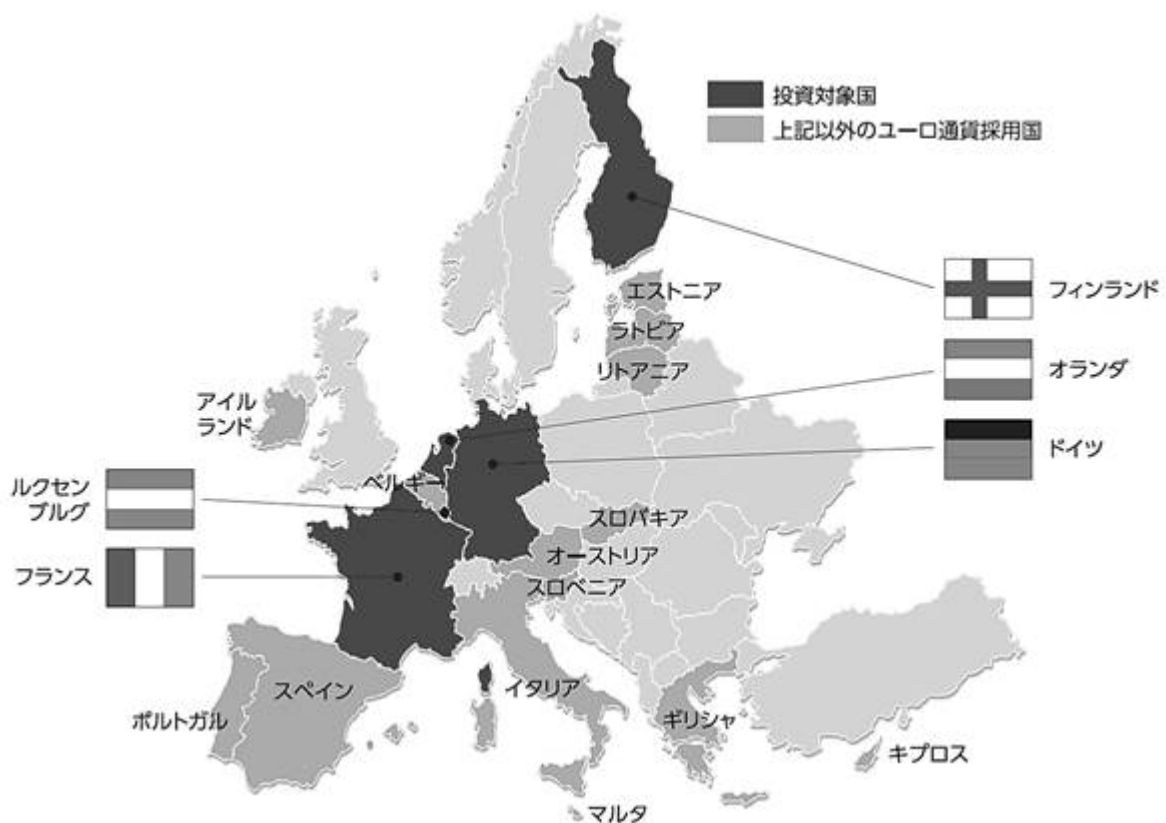 投資対象国
上記以外のユーロ通貨採用国
フィンランド
エストニア
ラトビア
リトアニア
オランダ
アイル
ランド
ドイツ
ベルギー
ルクセン
ブルグ
スロバキア
オーストリア
フランス
スロベニア
スペイン
イタリア
ポルトガル
ギリシャ
キプロス
マルタ